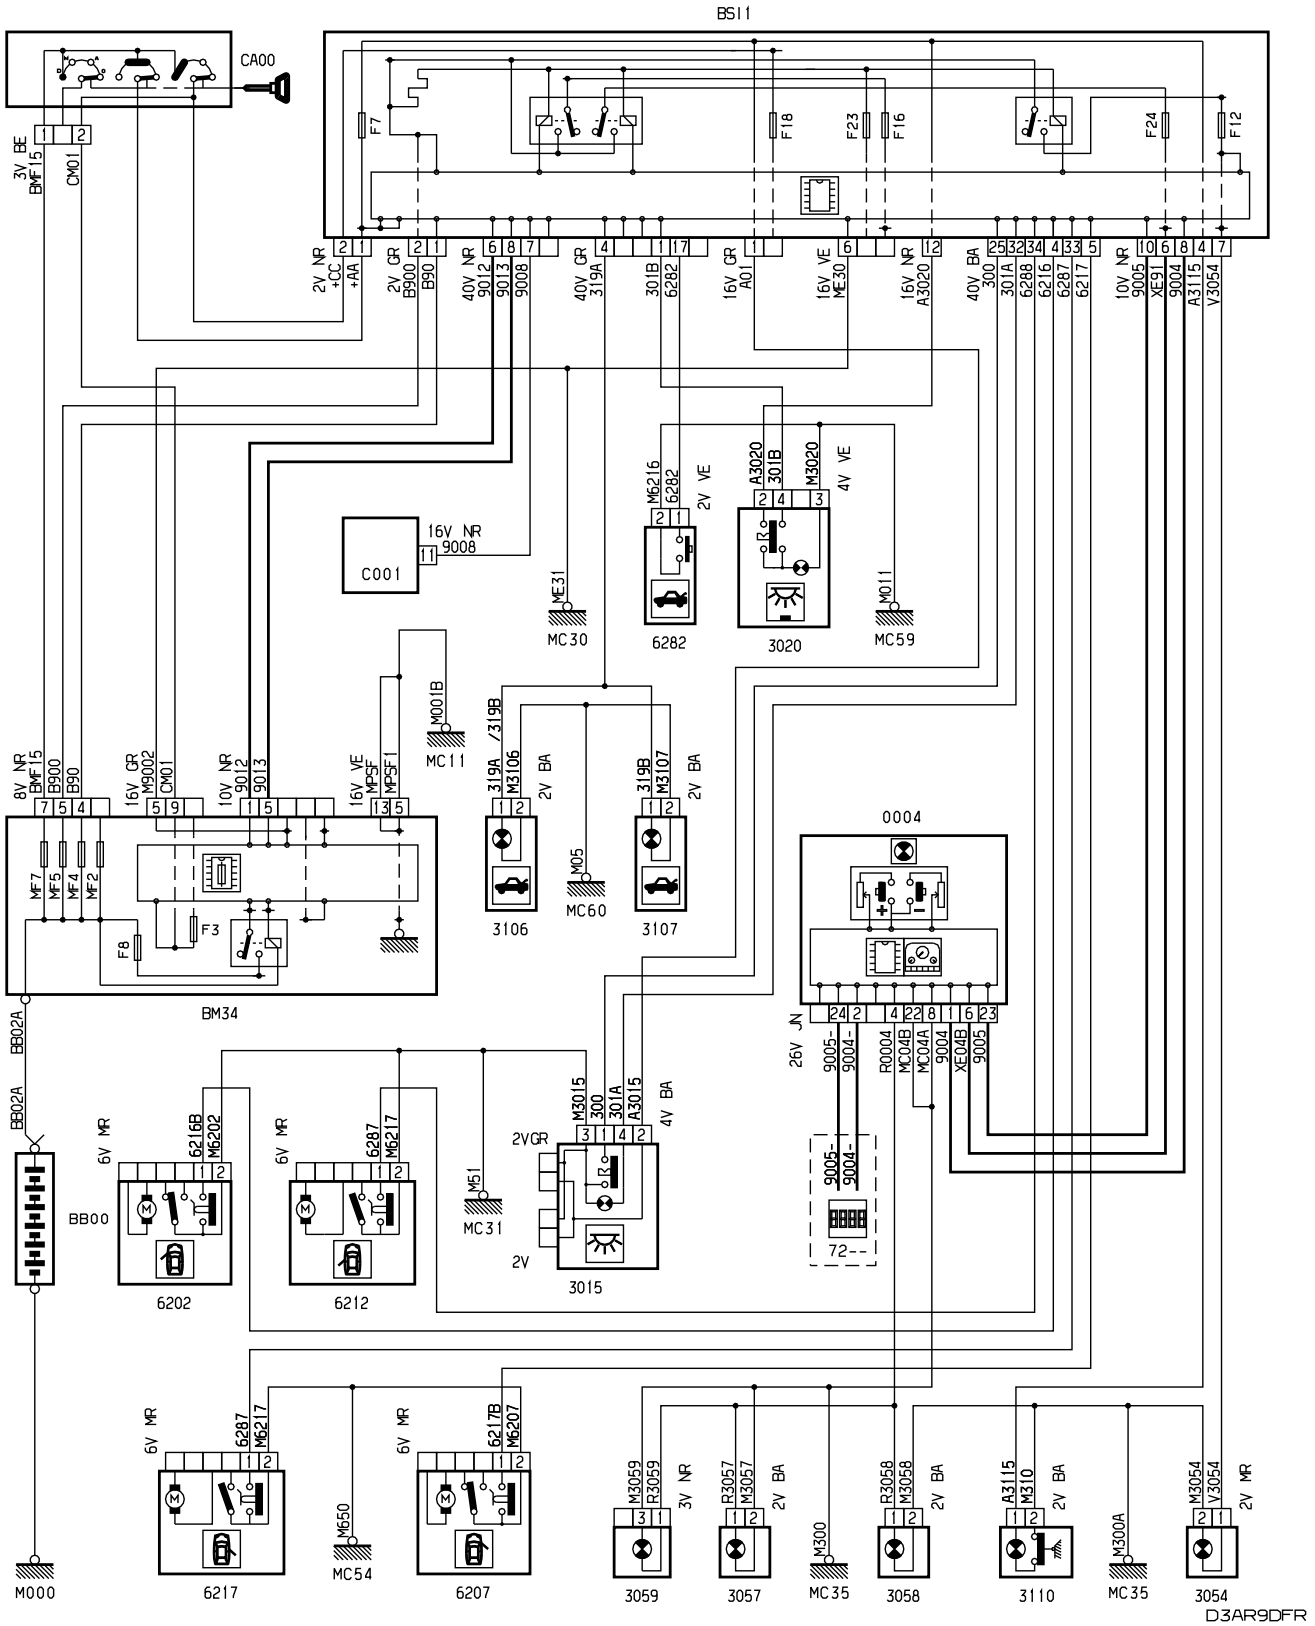 BSI1
CA00
M
A
D
D
F7
F18
F23
F16
F24
F12
1 2
3V BE
BMF15
CM01
2 1
2 1
6 8 7
4 1 17
1
6
12
25 32 34 4 33 5
10 6 8 4 7
2V NR
+CC
+AA
2V GR
B900
B90
40V NR
9012
9013
9008
40V GR
319A
301B
6282
16V GR
A01
16V VE
ME30
16V NR
A3020
40V BA
300
301A
6288
6216
6287
6217
10V NR
9005
XE91
9004
A3115
V3054
M6216
6282
2V VE
2 1
6282
A3020
301B
M3020
4V VE
2 4 3
3020
M011
MC59
16V NR
9008
11
C001
ME31
MC30
M001B
MC11
8V NR
BMF15
B900
B90
16V GR
M9002
CM01
10V NR
9012
9013
16V VE
MPSF
MPSF1
7 5 4
5 9
1 5
13 5
MF7
MF5
MF4
MF2
F8
F3
BM34
319A /319B
M3106
2V BA
1 2
3106
M05
MC60
319B
M3107
2V BA
1 2
3107
0004
+ −
24 2 4 22 8 1 6 23
26V JN
9005-
9004-
R0004
MC04B
MC04A
9004
XE04B
9005
9005-
9004-
72--
BB02A
BB02A
BB00
M000
6V MR
6216B
M6202
1 2
M
6202
6V MR
6287
M6217
1 2
M
6212
M51
MC31
M3015
300
301A
A3015
4V BA
2VGR
3 1 4 2
2V
3015
6V MR
6287
M6217
1 2
M
6217
M650
MC54
6V MR
6217B
M6207
1 2
M
6207
M3059
R3059
3V NR
3 1
3059
R3057
M3057
2V BA
1 2
3057
M300
MC35
R3058
M3058
2V BA
1 2
3058
A3115
M310
2V BA
1 2
3110
M300A
MC35
M3054
V3054
2V MR
2 1
3054
D3AR9DFR